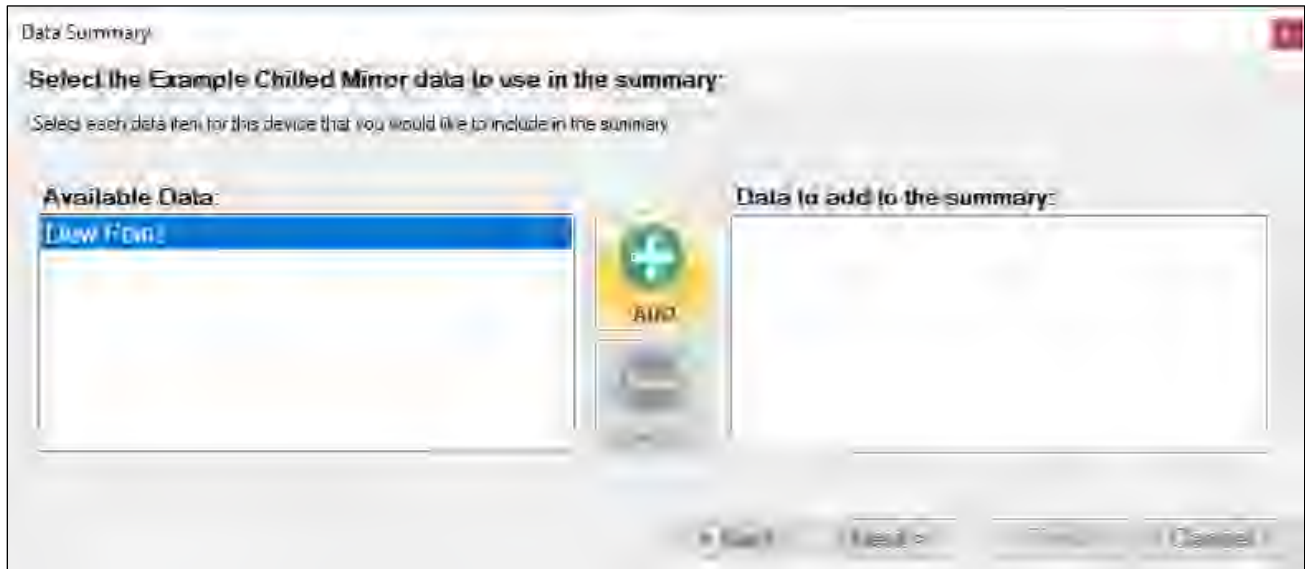 Data Summary
Select the Example Chilled Mirror data to use in the summary:
Select each data item for this device that you would like to include in the summary
Available Data:
Data to add to the summary:
Dew Point
Add
< Back
Next >
Cancel